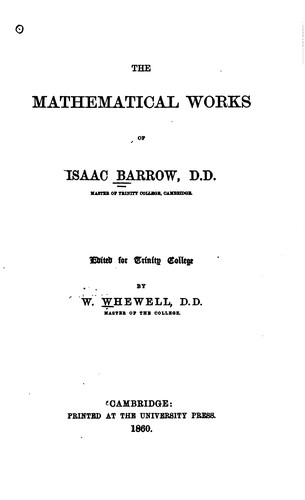 THE
MATHEMATICAL WORKS
OF
ISAAC BARROW, D.D.
MASTER OF TRINITY COLLEGE, CAMBRIDGE.
Edited for Trinity College
BY
W. WHEWELL, D.D.
MASTER OF THE COLLEGE.
CAMBRIDGE:
PRINTED AT THE UNIVERSITY PRESS.
1860.